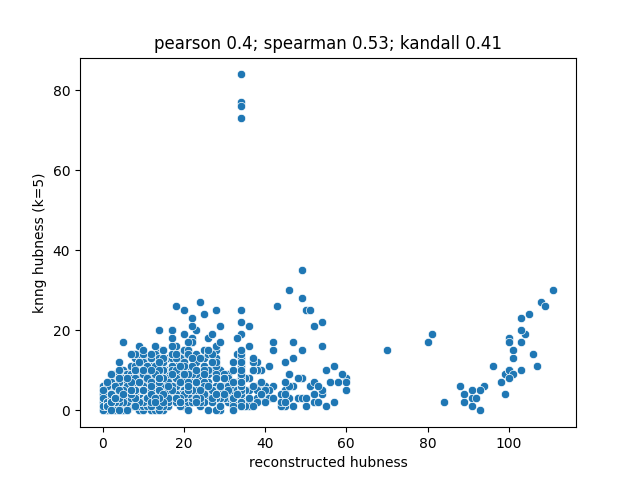 pearson 0.4; spearman 0.53; kandall 0.41
knng hubness (k=5)
80
60
40
20
0
0 20 40 60 80 100
reconstructed hubness